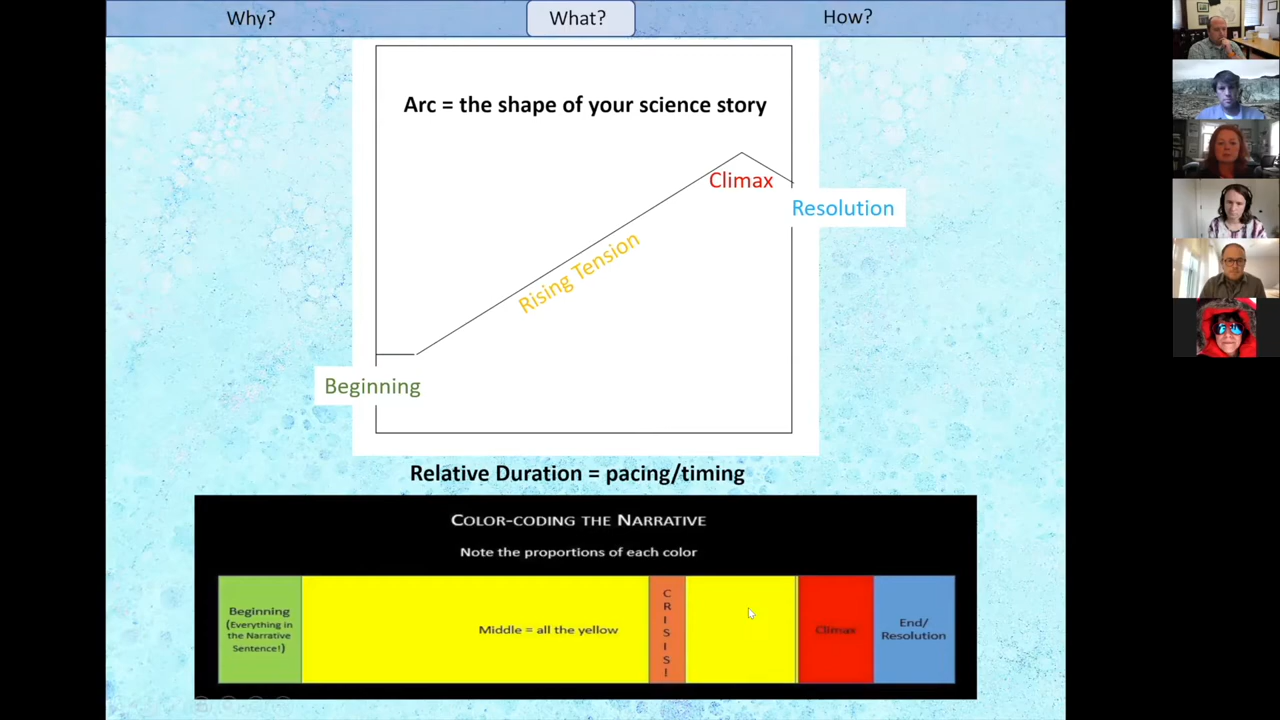 Why?
What?
How?
Arc = the shape of your science story
Climax
Resolution
Rising Tension
Beginning
Relative Duration = pacing/timing
COLOR-CODING THE NARRATIVE
Note the proportions of each color
Beginning
(Everything in
the Narrative
Sentence!)
Middle = all the yellow
CRISIS!
Climax
End/
Resolution